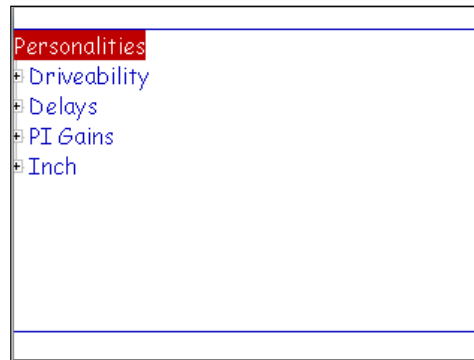 Personalities
Driveability
Delays
PI Gains
Inch